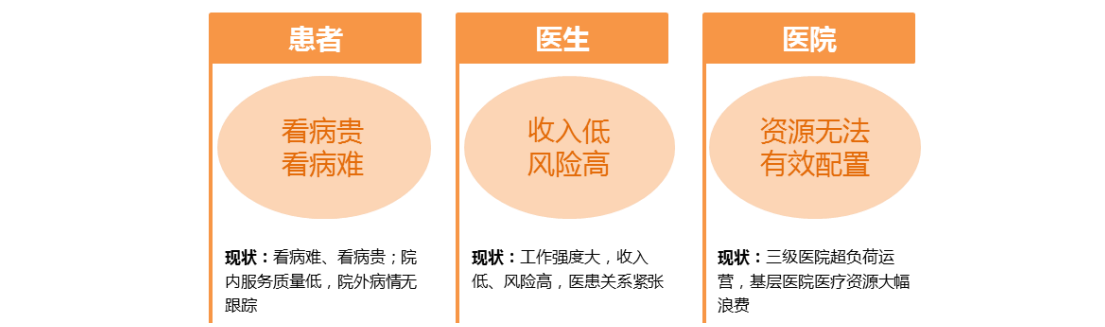 患者
看病贵
看病难
现状：看病难、看病贵；院
内服务质量低，院外病情无
跟踪
医生
收入低
风险高
现状：工作强度大，收入
低、风险高，医患关系紧张
医院
资源无法
有效配置
现状：三级医院超负荷运
营，基层医院医疗资源大幅
浪费